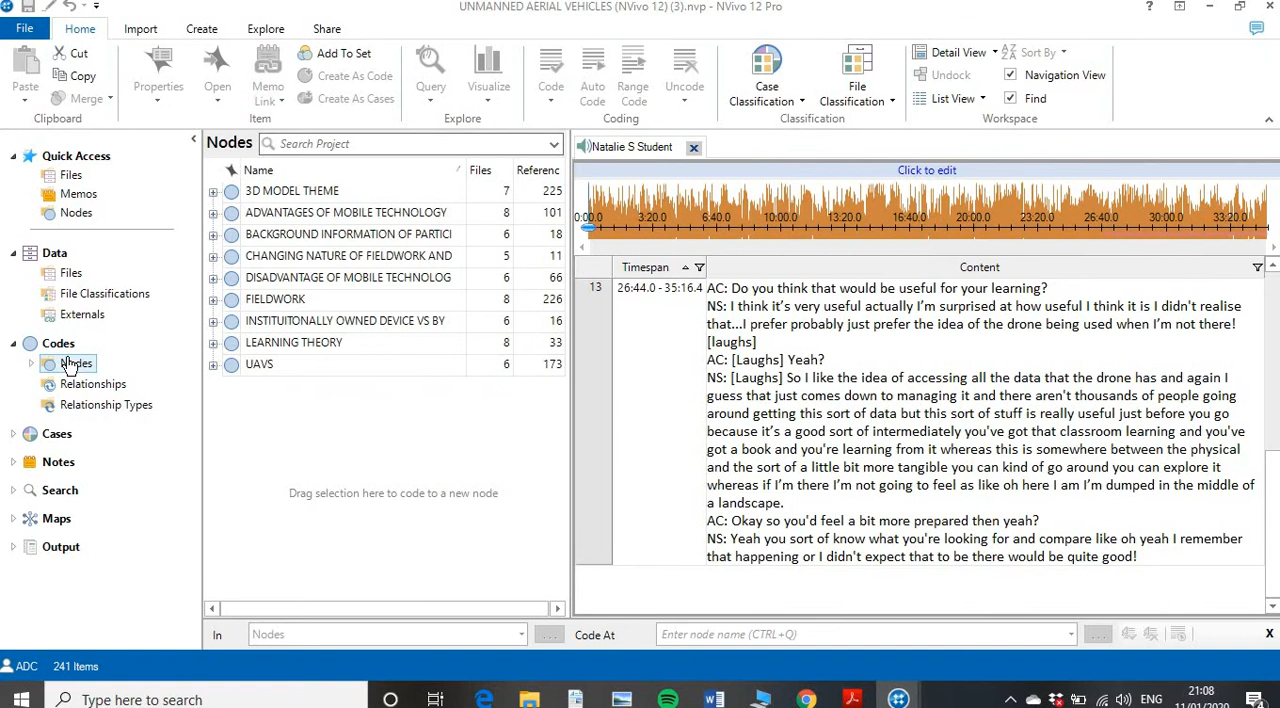 UNMANNED AERIAL VEHICLES (NVivo 12) (3).nvp - NVivo 12 Pro
File
Home
Import
Create
Explore
Share
Paste
Cut
Copy
Merge
Clipboard
Properties
Open
Memo Link
Add To Set
Create As Code
Create As Cases
Item
Query
Visualize
Explore
Code
Auto Code
Range Code
Uncode
Coding
Case Classification
File Classification
Classification
Detail View
Undock
List View
Sort By
Navigation View
Find
Workspace
Quick Access
Files
Memos
Nodes
Data
Files
File Classifications
Externals
Codes
Nodes
Relationships
Relationship Types
Cases
Notes
Search
Maps
Output
Nodes
Search Project
Name Files Referenc
3D MODEL THEME 7 225
ADVANTAGES OF MOBILE TECHNOLOGY 8 101
BACKGROUND INFORMATION OF PARTICI 6 18
CHANGING NATURE OF FIELDWORK AND 5 11
DISADVANTAGE OF MOBILE TECHNOLOG 6 66
FIELDWORK 8 226
INSTITUITONALLY OWNED DEVICE VS BY 6 16
LEARNING THEORY 8 33
UAVS 6 173
Drag selection here to code to a new node
Natalie S Student
Click to edit
0:00.0 3:20.0 6:40.0 10:00.0 13:20.0 16:40.0 20:00.0 23:20.0 26:40.0 30:00.0 33:20.0
Timespan Content
13 26:44.0 - 35:16.4 AC: Do you think that would be useful for your learning?
NS: I think it's very useful actually I'm surprised at how useful I think it is I didn't realise
that...I prefer probably just prefer the idea of the drone being used when I'm not there!
[laughs]
AC: [Laughs] Yeah?
NS: [Laughs] So I like the idea of accessing all the data that the drone has and again I
guess that just comes down to managing it and there aren't thousands of people going
around getting this sort of data but this sort of stuff is really useful just before you go
because it's a good sort of intermediately you've got that classroom learning and you've
got a book and you're learning from it whereas this is somewhere between the physical
and the sort of a little bit more tangible you can kind of go around you can explore it
whereas if I'm there I'm not going to feel as like oh here I am I'm dumped in the middle of
a landscape.
AC: Okay so you'd feel a bit more prepared then yeah?
NS: Yeah you sort of know what you're looking for and compare like oh yeah I remember
that happening or I didn't expect that to be there would be quite good!
In Nodes ... Code At Enter node name (CTRL+Q) ... X
ADC 241 Items
Type here to search
ENG
21:08
11/01/2020